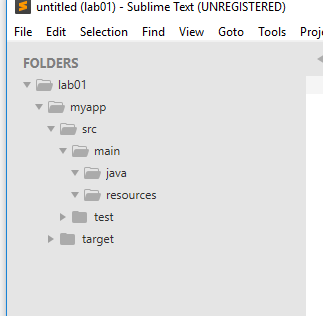 untitled (lab01) - Sublime Text (UNREGISTERED)
File Edit Selection Find View Goto Tools Proje
FOLDERS
lab01
myapp
src
main
java
resources
test
target